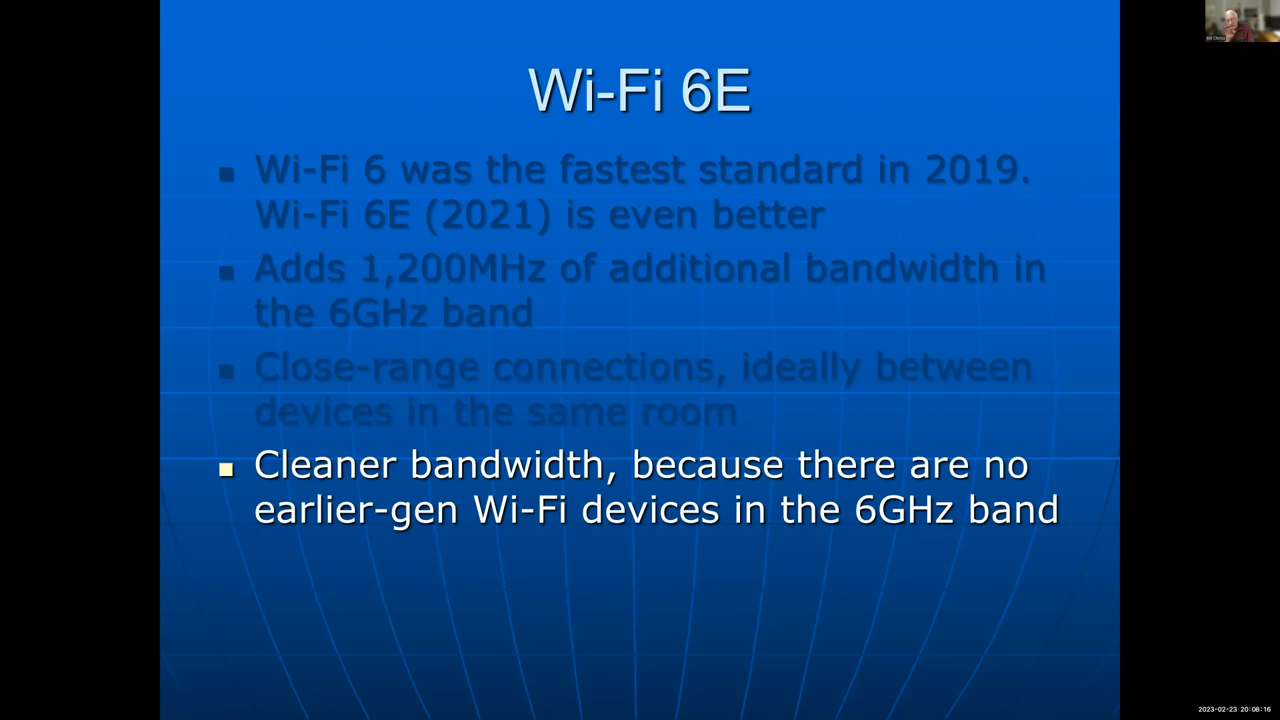 Wi-Fi 6E
Wi-Fi 6 was the fastest standard in 2019.
Wi-Fi 6E (2021) is even better
Adds 1,200MHz of additional bandwidth in
the 6GHz band
Close-range connections, ideally between
devices in the same room
Cleaner bandwidth, because there are no
earlier-gen Wi-Fi devices in the 6GHz band
2023-02-23 20:08:16